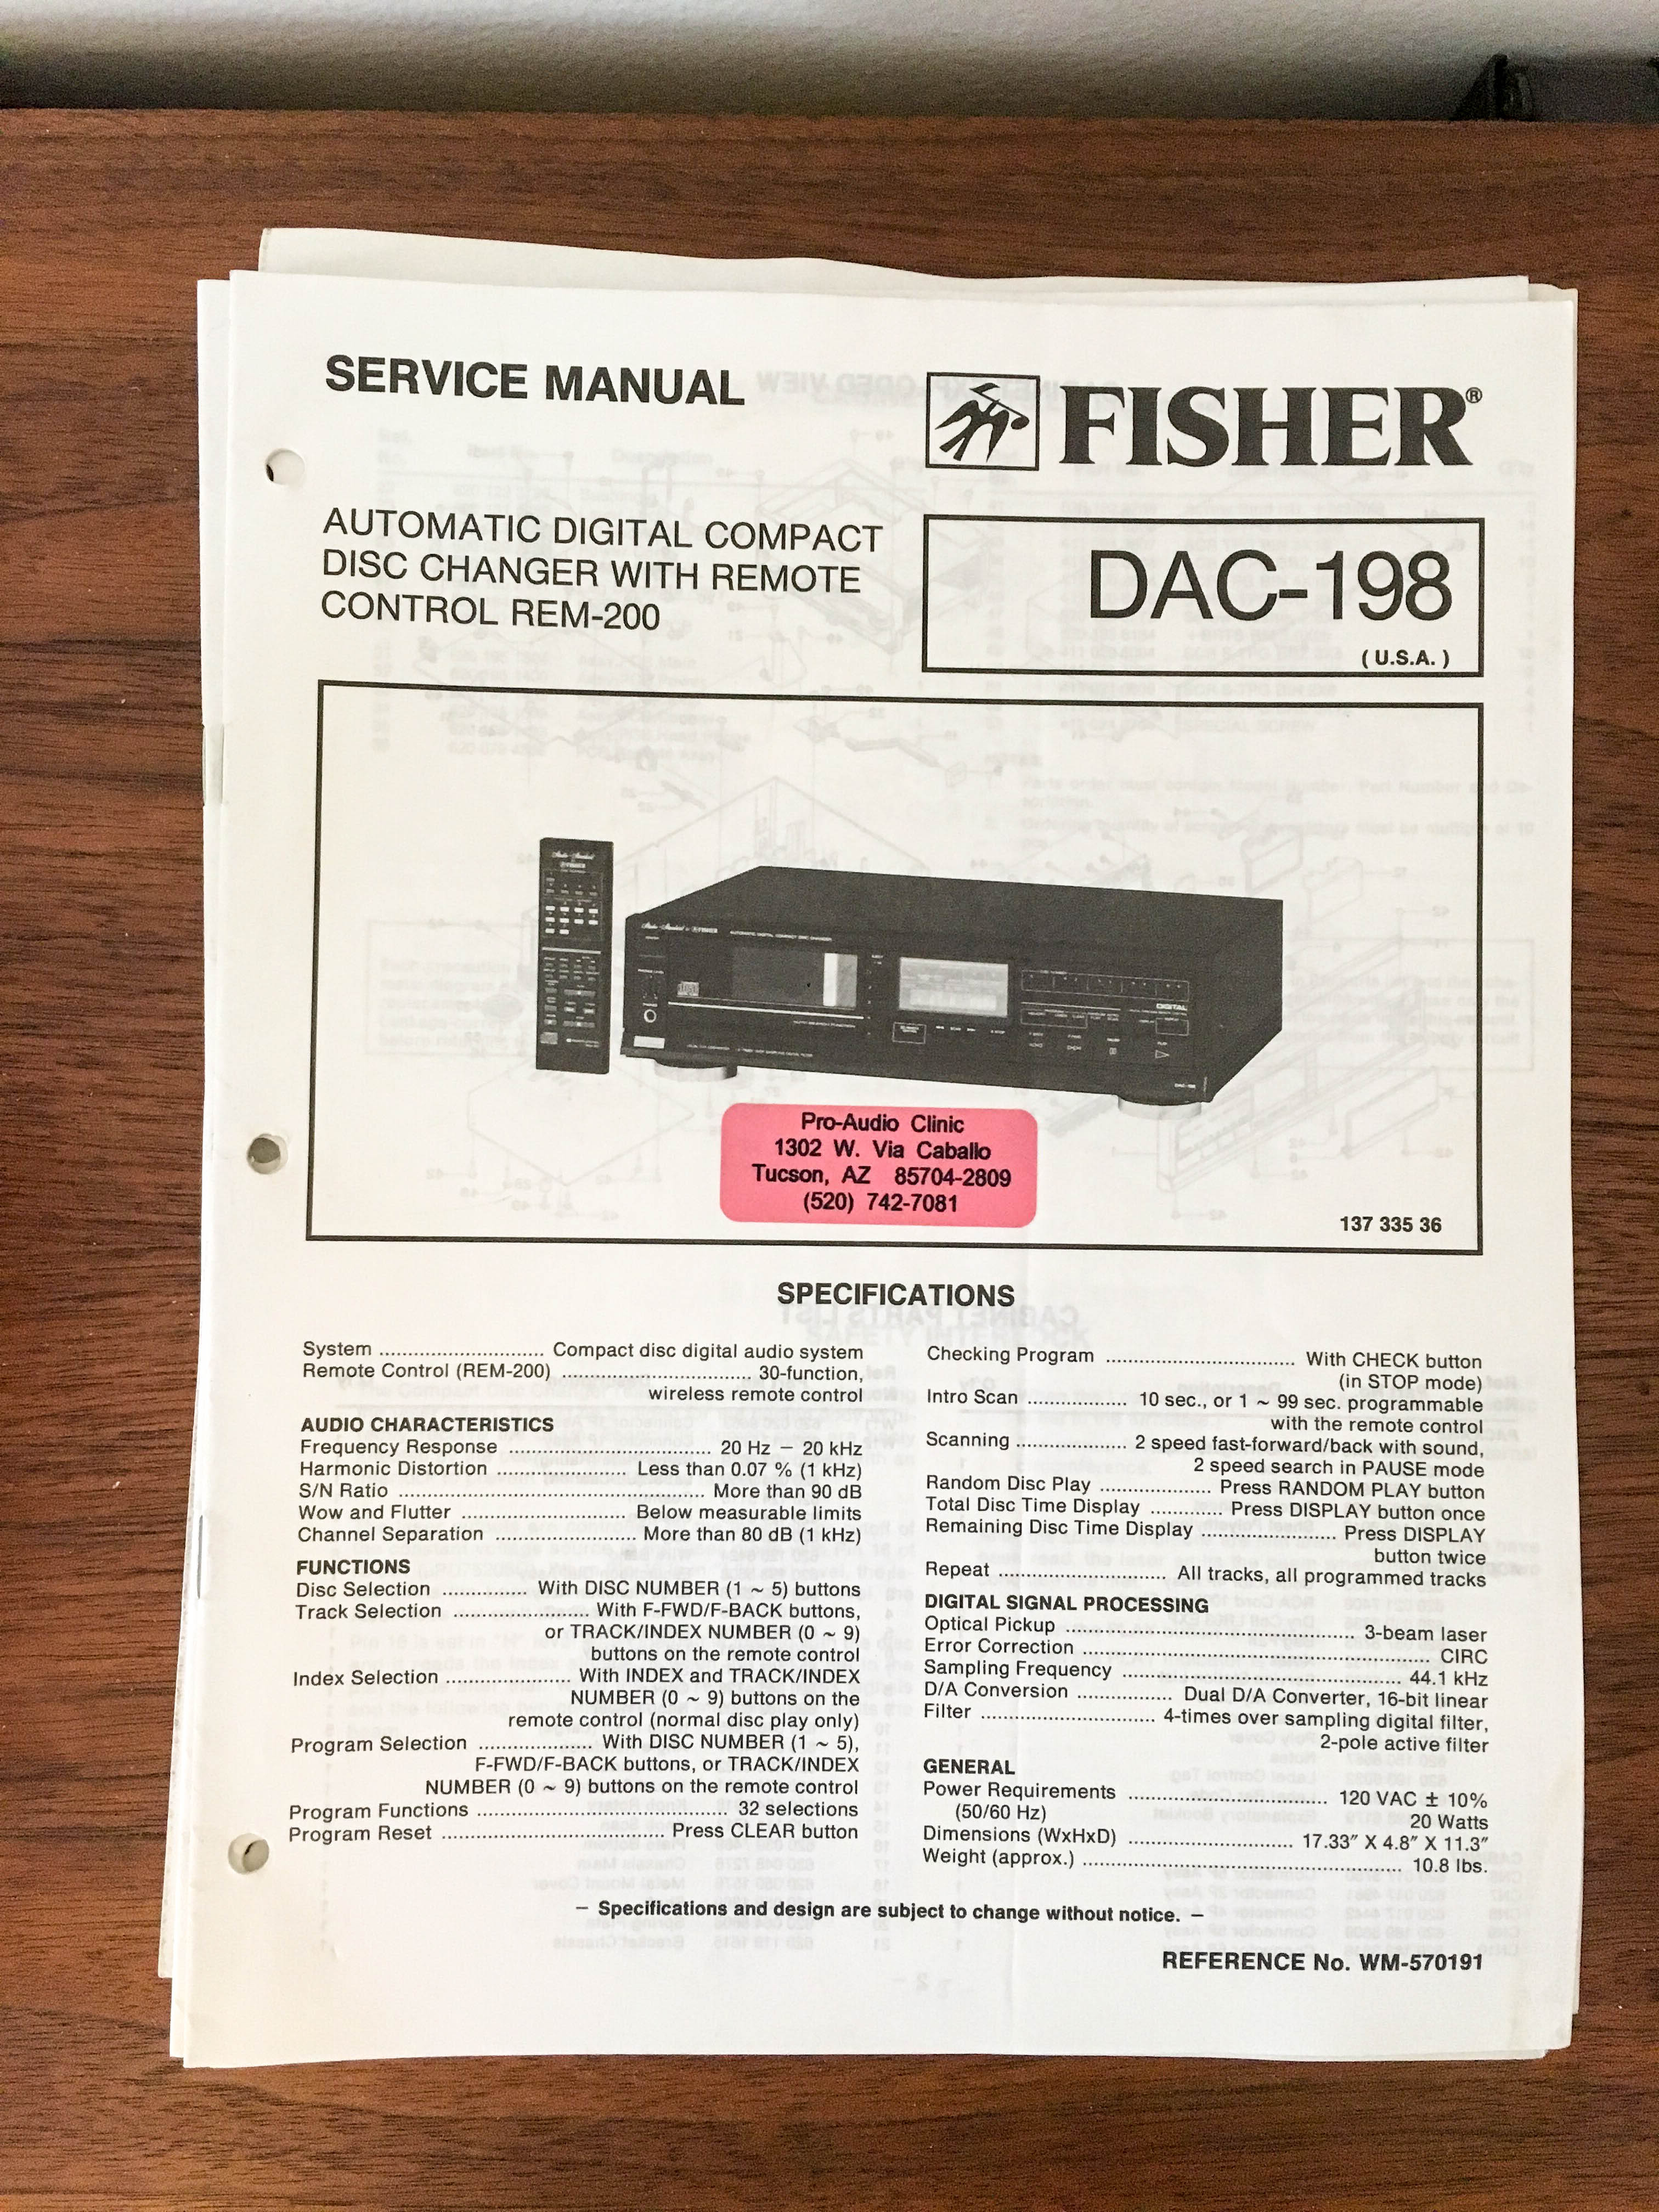 SERVICE MANUAL
FISHER®
AUTOMATIC DIGITAL COMPACT
DISC CHANGER WITH REMOTE
CONTROL REM-200
DAC-198
( U.S.A. )
Pro-Audio Clinic
1302 W. Via Caballo
Tucson, AZ 85704-2809
(520) 742-7081
137 335 36
SPECIFICATIONS
System ............................ Compact disc digital audio system
Remote Control (REM-200) ................................ 30-function,
wireless remote control
AUDIO CHARACTERISTICS
Frequency Response .................................. 20 Hz – 20 kHz
Harmonic Distortion ...................... Less than 0.07 % (1 kHz)
S/N Ratio .................................................... More than 90 dB
Wow and Flutter ............................ Below measurable limits
Channel Separation ........................ More than 80 dB (1 kHz)
FUNCTIONS
Disc Selection .............. With DISC NUMBER (1 ~ 5) buttons
Track Selection ....................... With F-FWD/F-BACK buttons,
or TRACK/INDEX NUMBER (0 ~ 9)
buttons on the remote control
Index Selection ..................... With INDEX and TRACK/INDEX
NUMBER (0 ~ 9) buttons on the
remote control (normal disc play only)
Program Selection ................... With DISC NUMBER (1 ~ 5),
F-FWD/F-BACK buttons, or TRACK/INDEX
NUMBER (0 ~ 9) buttons on the remote control
Program Functions .......................................... 32 selections
Program Reset ...................................... Press CLEAR button
Checking Program ................................ With CHECK button
(in STOP mode)
Intro Scan ................. 10 sec., or 1 ~ 99 sec. programmable
with the remote control
Scanning ................... 2 speed fast-forward/back with sound,
2 speed search in PAUSE mode
Random Disc Play ................... Press RANDOM PLAY button
Total Disc Time Display ............ Press DISPLAY button once
Remaining Disc Time Display ....................... Press DISPLAY
button twice
Repeat ............................ All tracks, all programmed tracks
DIGITAL SIGNAL PROCESSING
Optical Pickup ................................................. 3-beam laser
Error Correction .......................................................... CIRC
Sampling Frequency ................................................ 44.1 kHz
D/A Conversion ................ Dual D/A Converter, 16-bit linear
Filter ............................. 4-times over sampling digital filter,
2-pole active filter
GENERAL
Power Requirements .................................. 120 VAC ± 10%
(50/60 Hz) 20 Watts
Dimensions (WxHxD) ............................ 17.33″ X 4.8″ X 11.3″
Weight (approx.) ...................................................... 10.8 lbs.
– Specifications and design are subject to change without notice. –
REFERENCE No. WM-570191